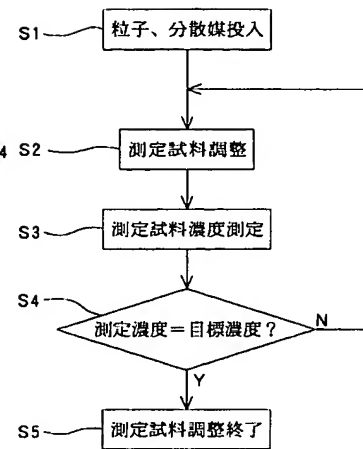 S1
粒子、分散媒投入
4
S2
測定試料調整
S3
測定試料濃度測定
S4
測定濃度=目標濃度?
N
Y
S5
測定試料調整終了